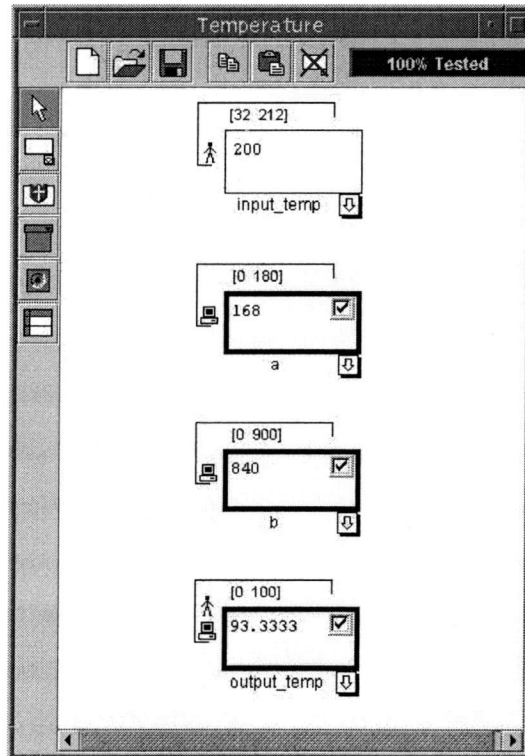 Temperature
100% Tested
[32 212]
200
input_temp
[0 180]
168
a
[0 900]
840
b
[0 100]
93.3333
output_temp